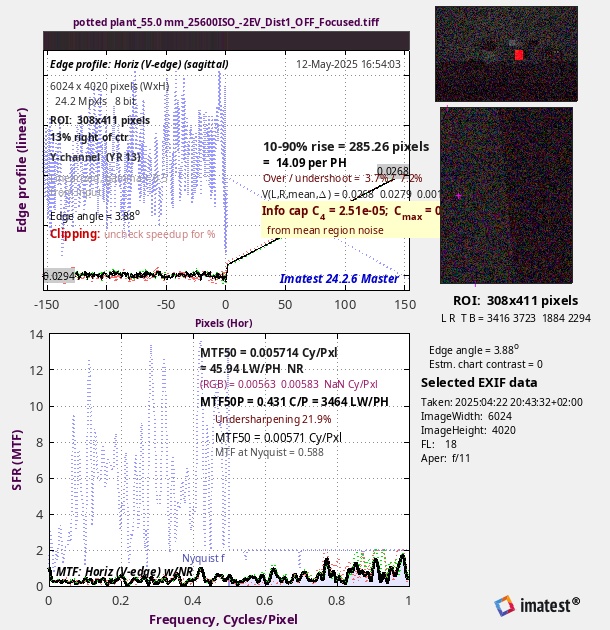 potted plant_55.0 mm_25600ISO_-2EV_Dist1_OFF_Focused.tiff
Edge profile: Horiz (V-edge) (sagittal)
12-May-2025 16:54:03
6024 x 4020 pixels (WxH)
24.2 Mpxls 8 bit
ROI: 308x411 pixels
13% right of ctr
Y-channel (YR 13)
Edge angle = 3.88o
Clipping: uncheck speedup for %
10-90% rise = 285.26 pixels
= 14.09 per PH
Over / undershoot = 3.7% / 7.2%
V(L,R,mean,Δ) = 0.0268 0.0279 0.001
Info cap C4 = 2.51e-05; Cmax = 0
from mean region noise
0.0268
0.0294
Imatest 24.2.6 Master
Edge profile (linear)
-150 -100 -50 0 50 100 150
Pixels (Hor)
ROI: 308x411 pixels
L R T B = 3416 3723 1884 2294
Edge angle = 3.88o
Estm. chart contrast = 0
Selected EXIF data
Taken: 2025:04:22 20:43:32+02:00
ImageWidth: 6024
ImageHeight: 4020
FL: 18
Aper: f/11
MTF50 = 0.005714 Cy/Pxl
= 45.94 LW/PH NR
(RGB) = 0.00563 0.00583 NaN Cy/Pxl
MTF50P = 0.431 C/P = 3464 LW/PH
Undersharpening 21.9%
MTF50 = 0.00571 Cy/Pxl
MTF at Nyquist = 0.588
Nyquist f
MTF: Horiz (V-edge) w/NR
SFR (MTF)
14
12
10
8
6
4
2
0
0 0.2 0.4 0.6 0.8 1
Frequency, Cycles/Pixel
imatest®